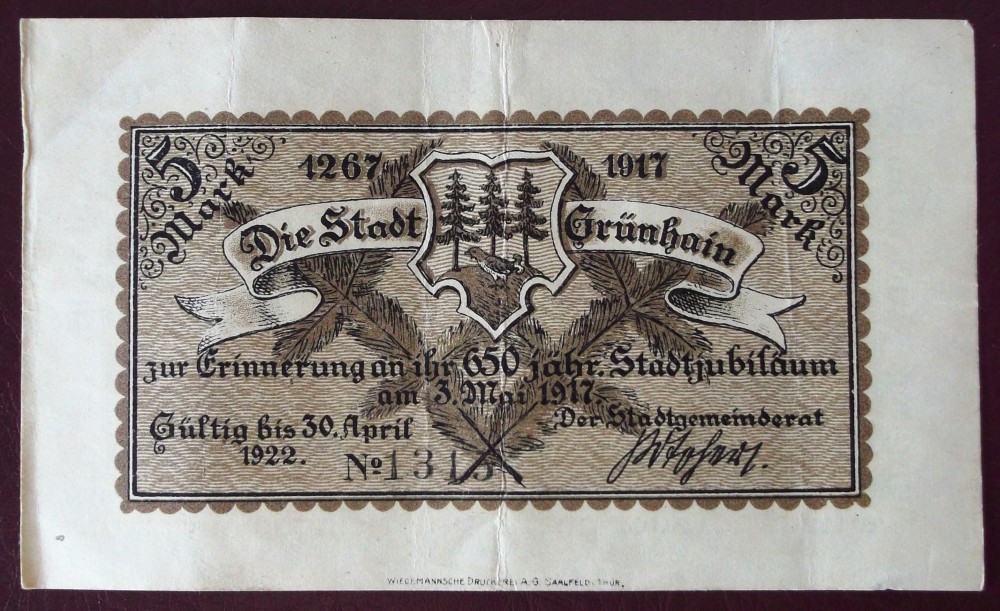 5 Mark
1267 1917
5 Mark
Die Stadt Grünhain
zur Erinnerung an ihr 650 jähr. Stadtjubiläum
am 3. Mai 1917.
Gültig bis 30. April
1922.
Der Stadtgemeinderat
No 1315
WIEDEMANNSCHE DRUCKEREI A.G. SAALFELD, THÜR.